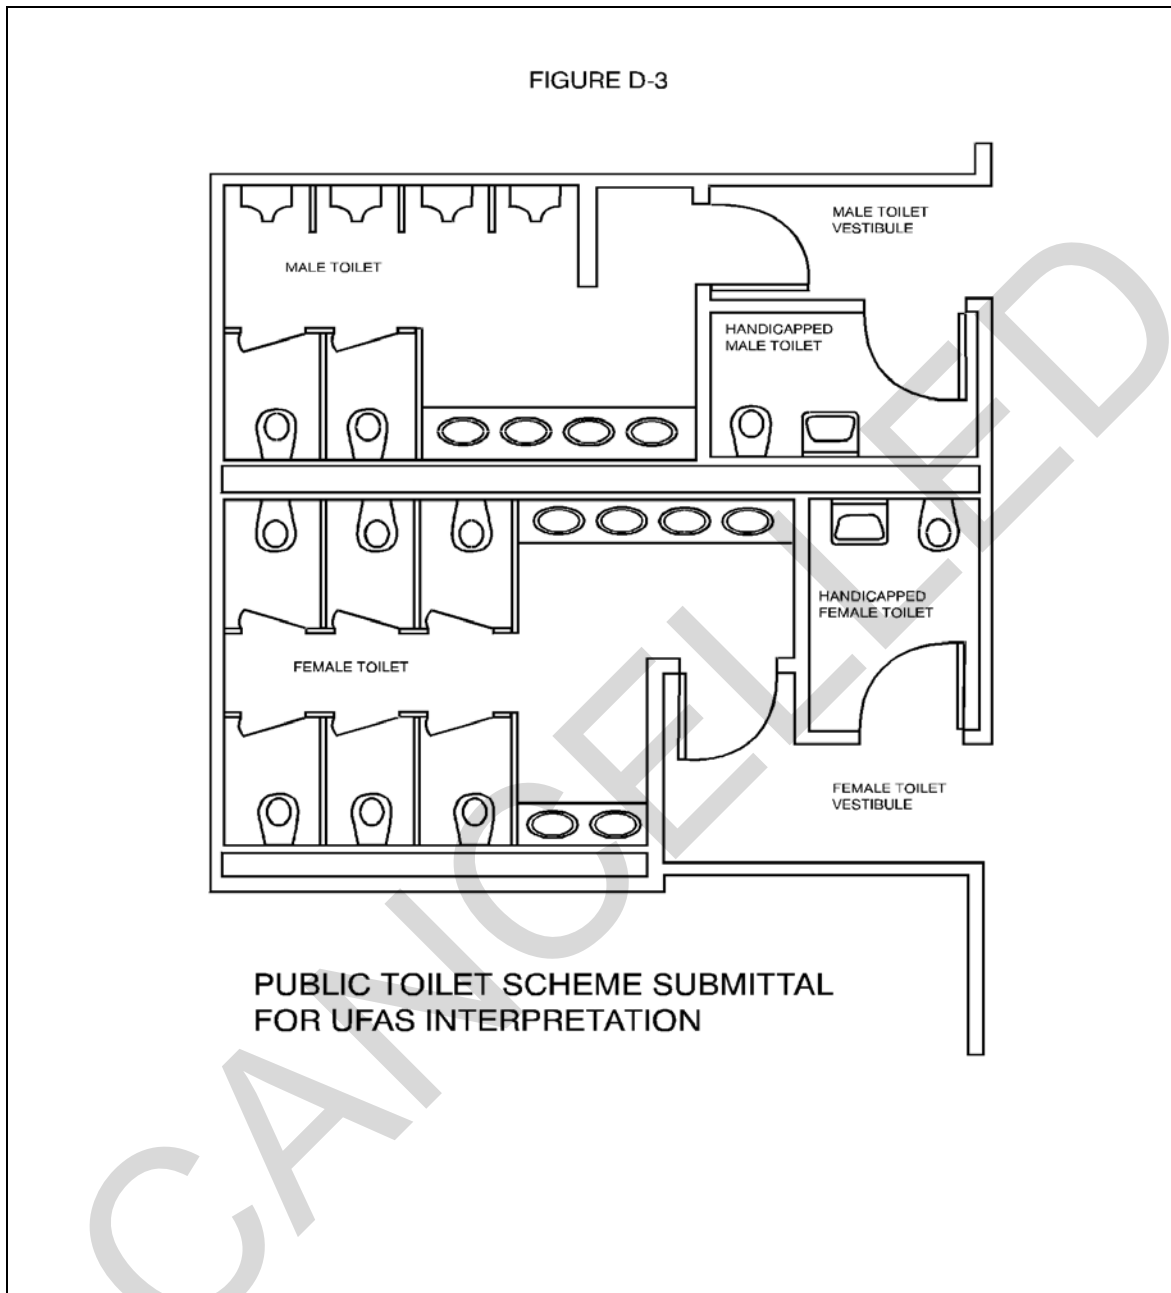 FIGURE D-3
MALE TOILET
VESTIBULE
MALE TOILET
HANDICAPPED
MALE TOILET
HANDICAPPED
FEMALE TOILET
FEMALE TOILET
FEMALE TOILET
VESTIBULE
PUBLIC TOILET SCHEME SUBMITTAL
FOR UFAS INTERPRETATION
CANCELLED